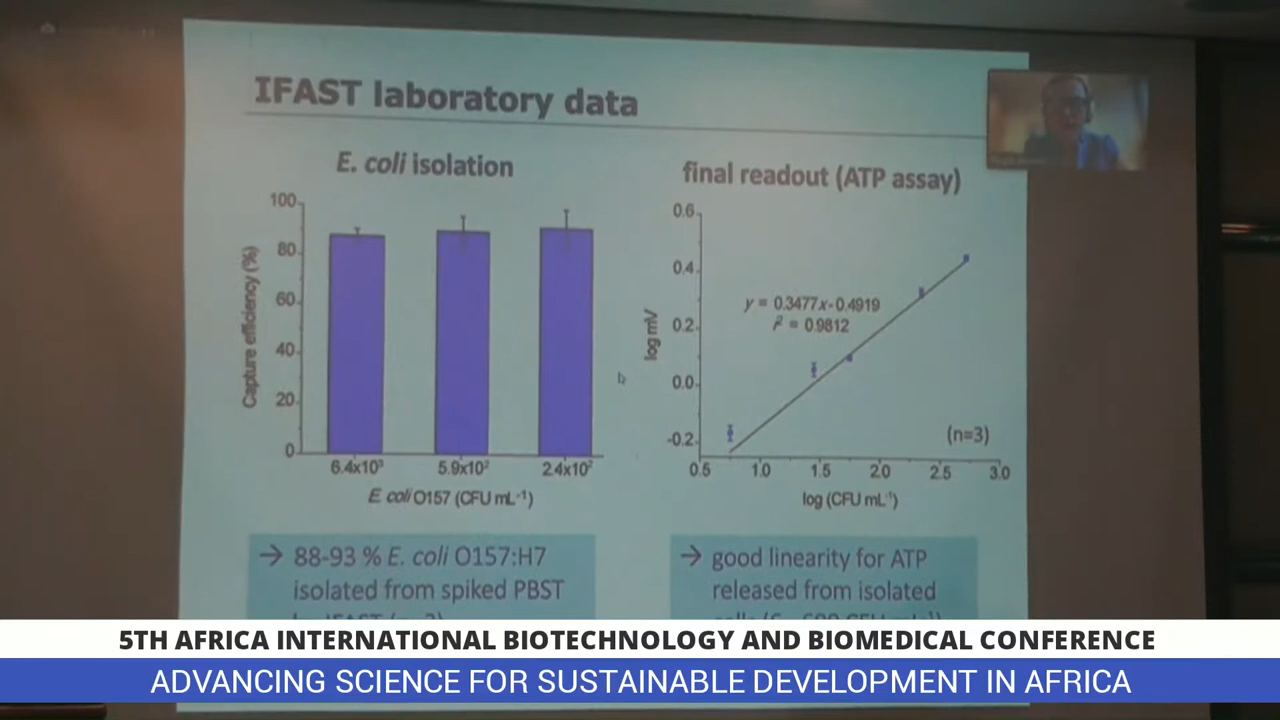 IFAST laboratory data
E. coli isolation
100
80
60
40
20
0
Capture efficiency (%)
6.4x10³
5.9x10²
2.4x10²
E. coli O157 (CFU mL⁻¹)
→ 88-93 % E. coli O157:H7
isolated from spiked PBST
final readout (ATP assay)
0.6
0.4
0.2
0.0
-0.2
log mV
y = 0.3477x-0.4919
r² = 0.9812
(n=3)
0.5 1.0 1.5 2.0 2.5 3.0
log (CFU mL⁻¹)
→ good linearity for ATP
released from isolated
5TH AFRICA INTERNATIONAL BIOTECHNOLOGY AND BIOMEDICAL CONFERENCE
ADVANCING SCIENCE FOR SUSTAINABLE DEVELOPMENT IN AFRICA